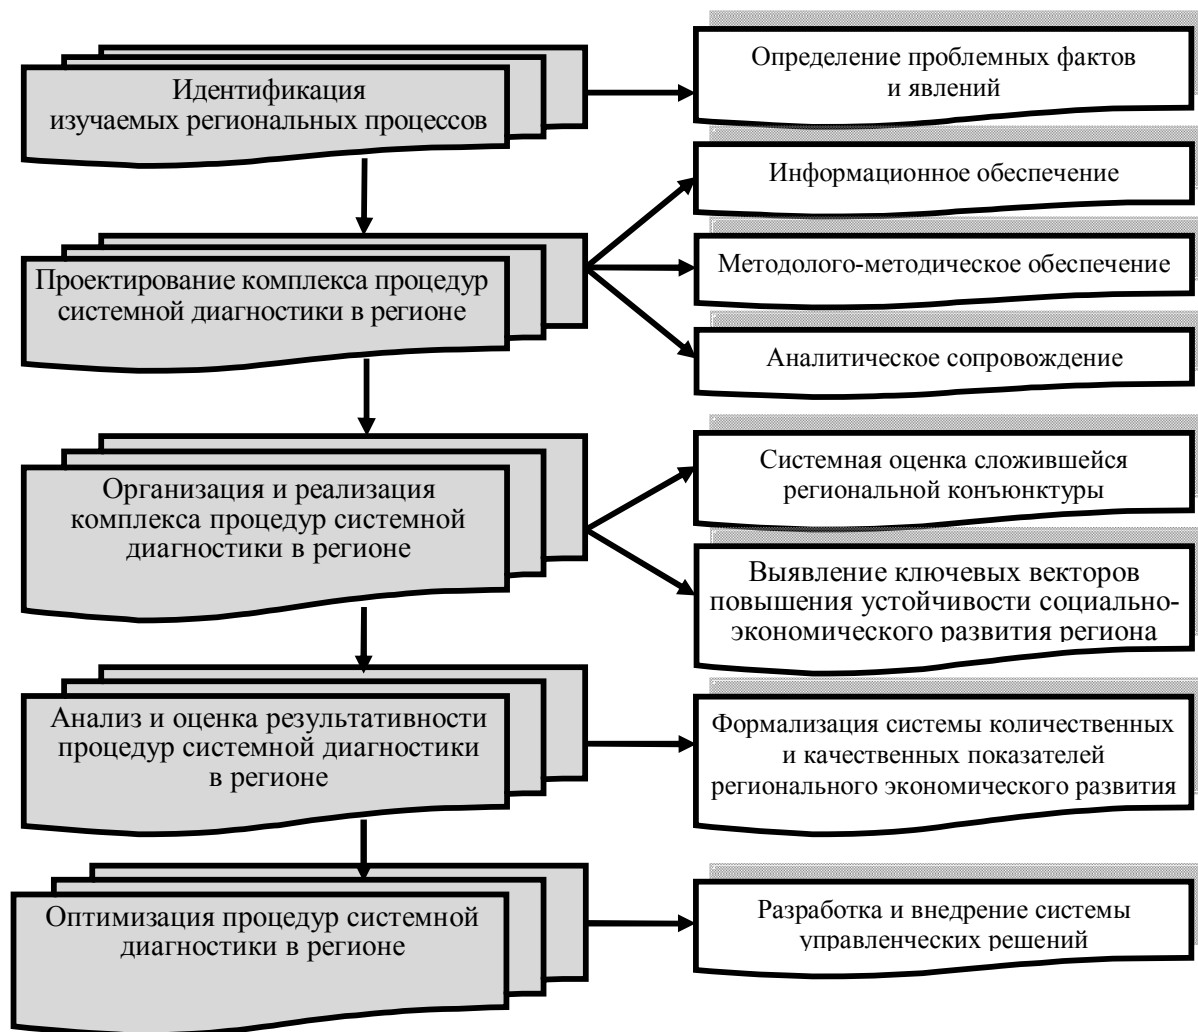 Идентификация
изучаемых региональных процессов
Определение проблемных фактов
и явлений
Проектирование комплекса процедур
системной диагностики в регионе
Информационное обеспечение
Методолого-методическое обеспечение
Аналитическое сопровождение
Организация и реализация
комплекса процедур системной
диагностики в регионе
Системная оценка сложившейся
региональной конъюнктуры
Выявление ключевых векторов
повышения устойчивости социально-
экономического развития региона
Анализ и оценка результативности
процедур системной диагностики
в регионе
Формализация системы количественных
и качественных показателей
регионального экономического развития
Оптимизация процедур системной
диагностики в регионе
Разработка и внедрение системы
управленческих решений